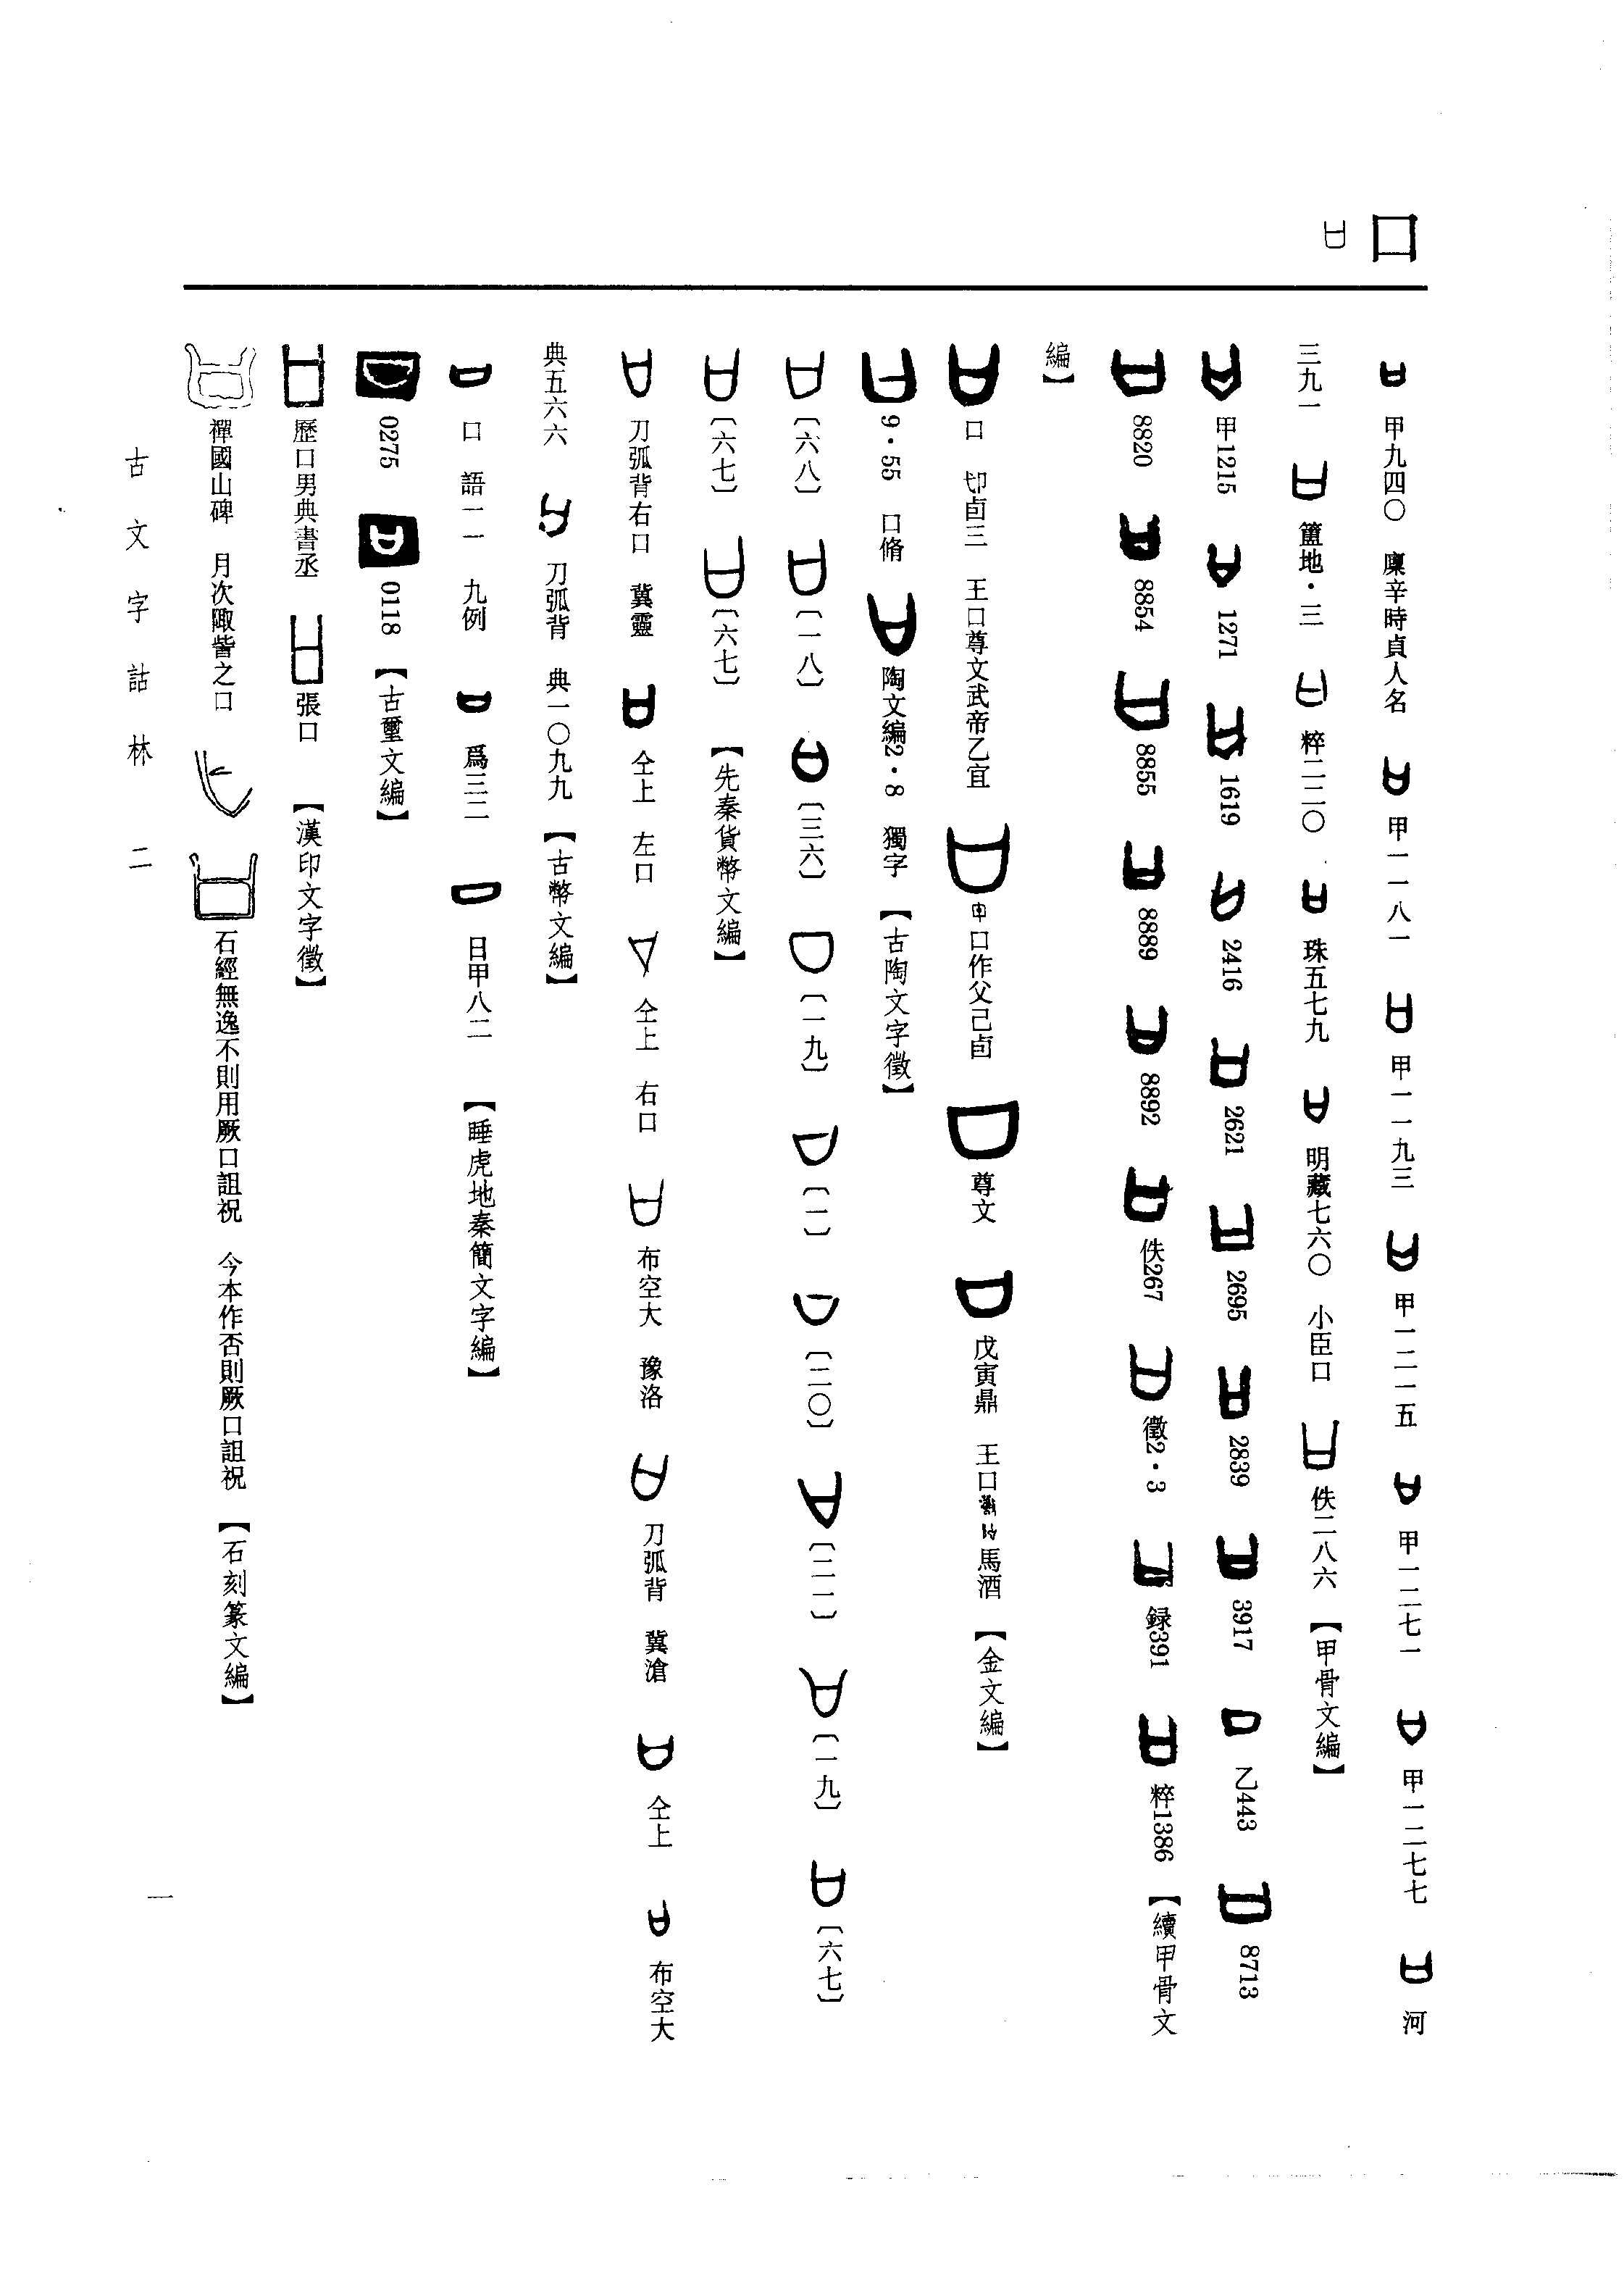 口
甲九四〇 廩辛時貞人名 甲一一八一 甲一一九三 甲一二一五 甲一二七一 甲一二七七 河
三九一 簠地·三 粹二二〇 珠五七九 明藏七六〇 小臣口 佚二八六 【甲骨文編】
甲1215 1271 1619 2416 2621 2695 2839 3917 乙443 8713
8820 8854 8855 8889 8892 佚267 徵2·3 録391 粹1386 【續甲骨文
編】
口 卣三 王口尊文武帝乙宜 口作父己卣 尊文 戊寅鼎 王口 馬酒 【金文編】
9·55 口脩 陶文編2·8 獨字 【古陶文字徵】
〔六八〕 〔一八〕 〔三六〕 〔一九〕 〔二〕 〔二〇〕 〔二二〕 〔一九〕 〔六七〕
〔六七〕 〔六七〕 【先秦貨幣文編】
刀弧背右口 冀靈 仝上 左口 仝上 右口 布空大 豫洛 刀弧背 冀滄 仝上 布空大
典五六六 刀弧背 典一〇九九 【古幣文編】
口 語一一 九例 爲三二 日甲八二 【睡虎地秦簡文字編】
0275 0118 【古璽文編】
歷口男典書丞 張口 【漢印文字徵】
禪國山碑 月次陬訾之口 石經無逸不則用厥口詛祝 今本作否則厥口詛祝 【石刻篆文編】
古文字詁林 二
一